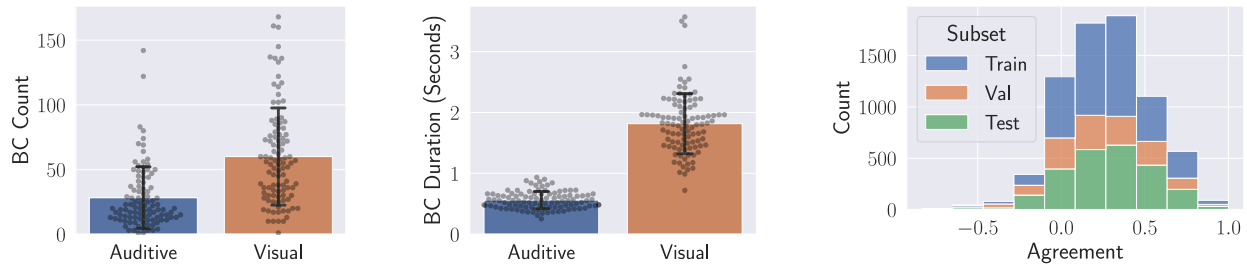 BC Count
150
100
50
0
Auditive Visual
BC Duration (Seconds)
3
2
1
0
Auditive Visual
Count
1500
1000
500
0
Subset
Train
Val
Test
−0.5 0.0 0.5 1.0
Agreement